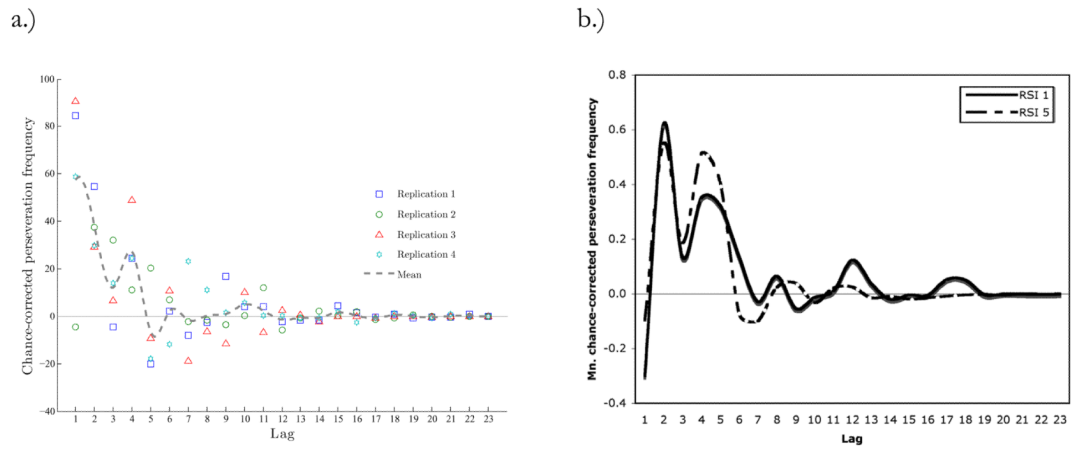 a.)
b.)
Chance-corrected perseveration frequency
100
80
60
40
20
0
−20
−40
1 2 3 4 5 6 7 8 9 10 11 12 13 14 15 16 17 18 19 20 21 22 23
Lag
Replication 1
Replication 2
Replication 3
Replication 4
Mean
Mn. chance-corrected perseveration frequency
0.8
0.6
0.4
0.2
0.0
-0.2
-0.4
1 2 3 4 5 6 7 8 9 10 11 12 13 14 15 16 17 18 19 20 21 22 23
Lag
RSI 1
RSI 5